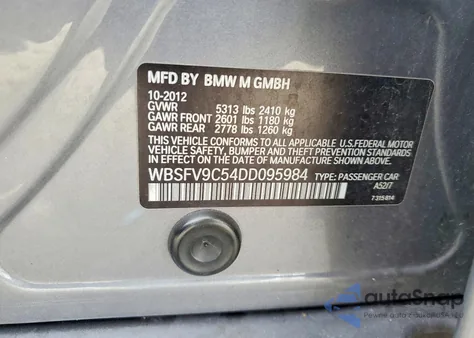 MFD BY BMW M GMBH
10-2012
GVWR 5313 lbs 2410 kg
GAWR FRONT 2601 lbs 1180 kg
GAWR REAR 2778 lbs 1260 kg
THIS VEHICLE CONFORMS TO ALL APPLICABLE U.S.FEDERAL MOTOR
VEHICLE SAFETY, BUMPER AND THEFT PREVENTION STANDARDS IN
EFFECT ON THE DATE OF MANUFACTURE SHOWN ABOVE.
WBSFV9C54DD095984 TYPE: PASSENGER CAR
A52/7
7315814
autoSnap